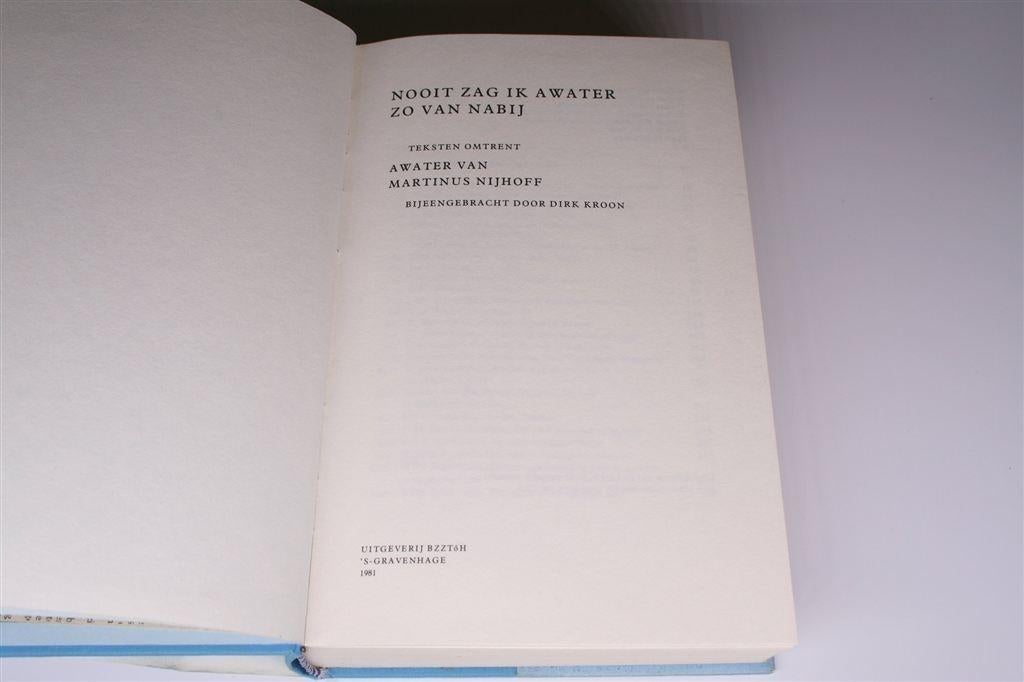 NOOIT ZAG IK AWATER
ZO VAN NABIJ
TEKSTEN OMTRENT
AWATER VAN
MARTINUS NIJHOFF
BIJEENGEBRACHT DOOR DIRK KROON
UITGEVERIJ BZZTôH
'S-GRAVENHAGE
1981